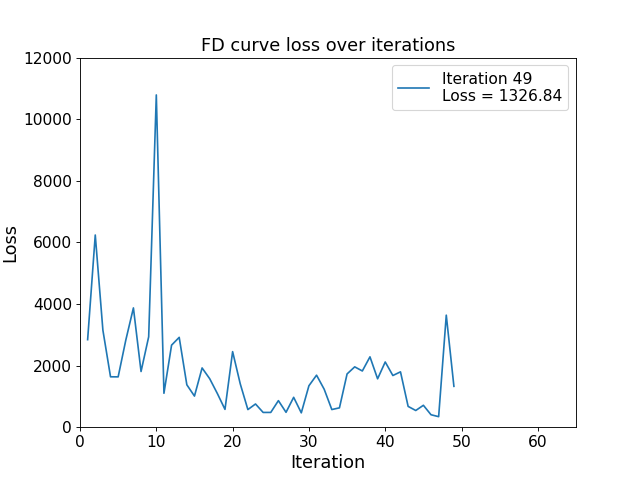 FD curve loss over iterations
Iteration 49
Loss = 1326.84
Loss
12000
10000
8000
6000
4000
2000
0
0 10 20 30 40 50 60
Iteration